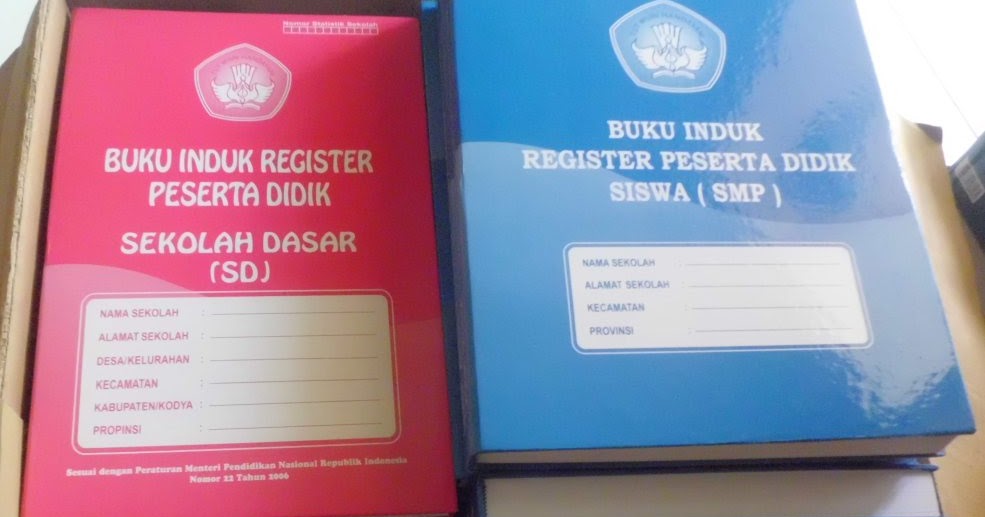 Nomor Statistik Sekolah
BUKU INDUK REGISTER
PESERTA DIDIK
SEKOLAH DASAR
(SD)
NAMA SEKOLAH :
ALAMAT SEKOLAH :
DESA/KELURAHAN :
KECAMATAN :
KABUPATEN/KODYA :
PROPINSI :
Sesuai dengan Peraturan Menteri Pendidikan Nasional Republik Indonesia
Nomor 22 Tahun 2006
BUKU INDUK
REGISTER PESERTA DIDIK
SISWA ( SMP )
NAMA SEKOLAH :
ALAMAT SEKOLAH :
KECAMATAN :
PROVINSI :